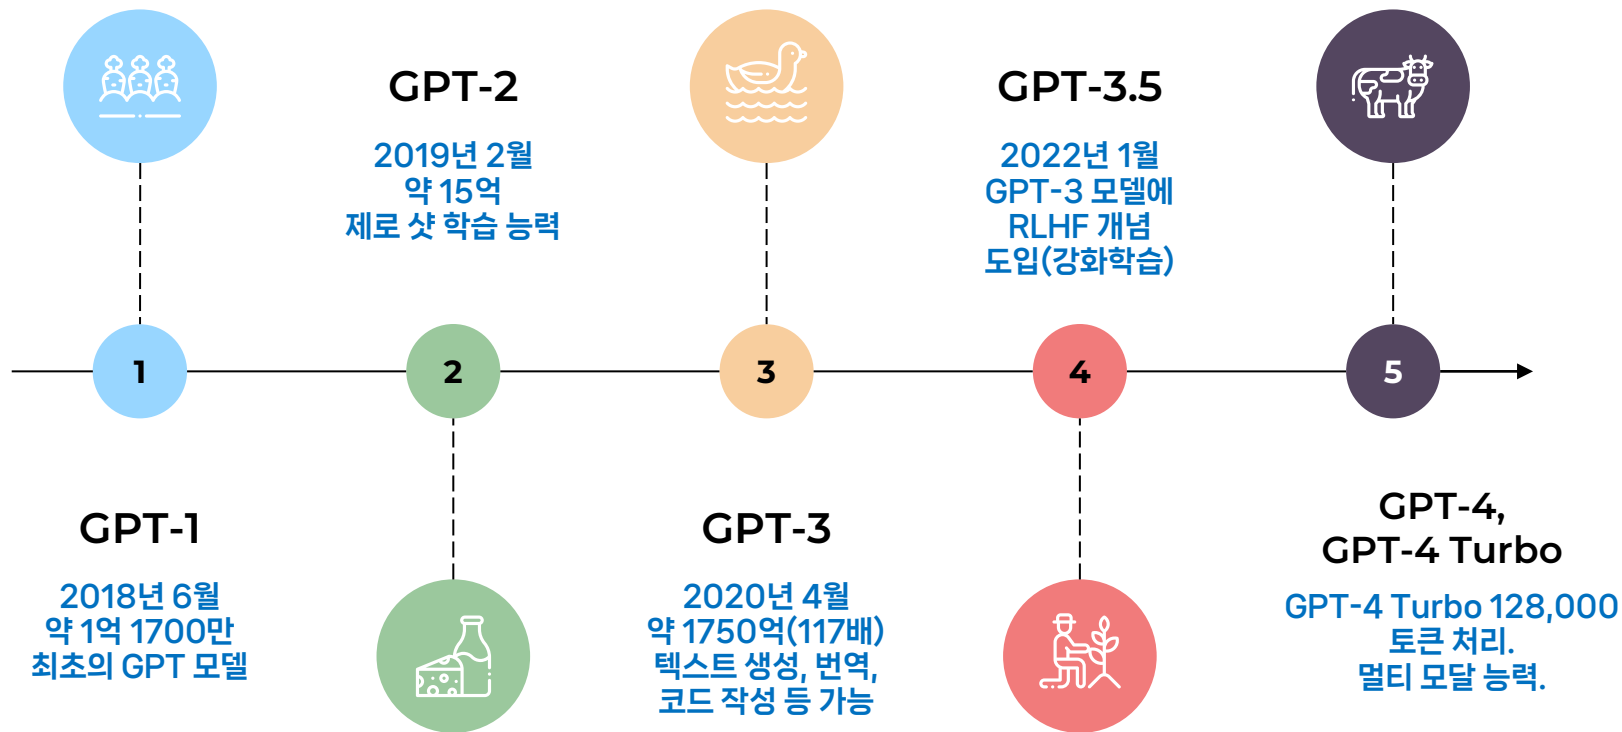 GPT-2
2019년 2월
약 15억
제로 샷 학습 능력
GPT-3.5
2022년 1월
GPT-3 모델에
RLHF 개념
도입(강화학습)
1
2
3
4
5
GPT-1
2018년 6월
약 1억 1700만
최초의 GPT 모델
GPT-3
2020년 4월
약 1750억(117배)
텍스트 생성, 번역,
코드 작성 등 가능
GPT-4,
GPT-4 Turbo
GPT-4 Turbo 128,000
토큰 처리.
멀티 모달 능력.